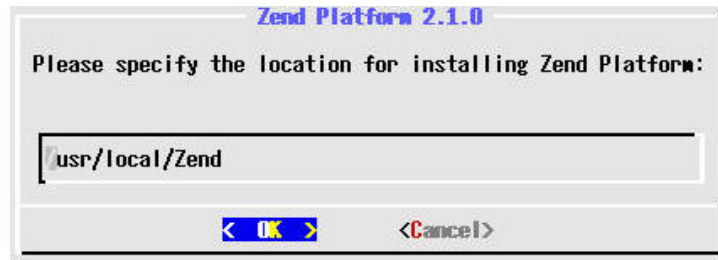 Zend Platform 2.1.0
Please specify the location for installing Zend Platform:
/usr/local/Zend
< OK > <Cancel>